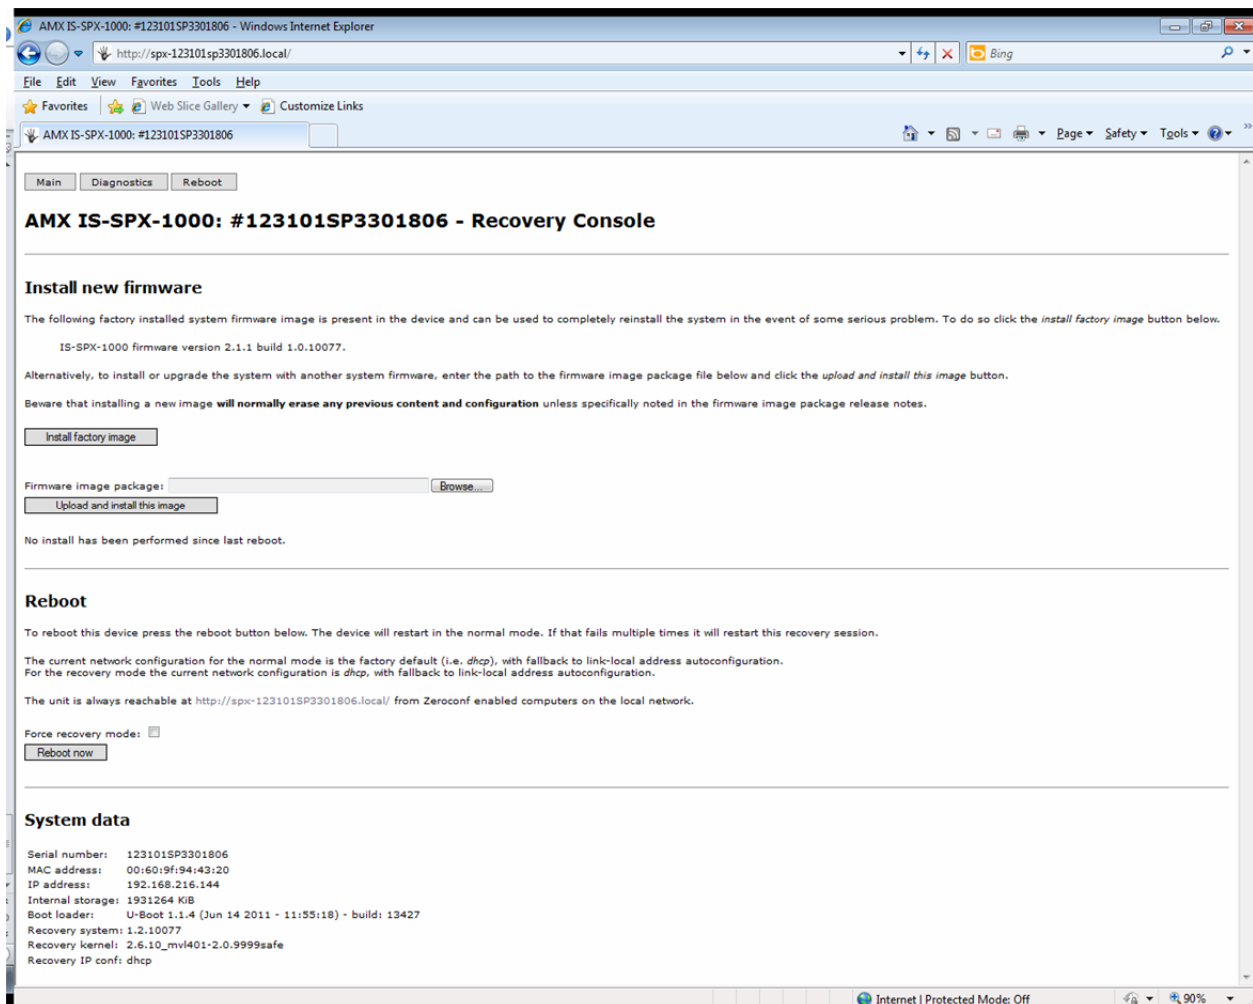 AMX IS-SPX-1000: #123101SP3301806 - Windows Internet Explorer
http://spx-123101sp3301806.local/
Bing
File Edit View Favorites Tools Help
Favorites Web Slice Gallery Customize Links
AMX IS-SPX-1000: #123101SP3301806
Page Safety Tools
Main Diagnostics Reboot
AMX IS-SPX-1000: #123101SP3301806 - Recovery Console
Install new firmware
The following factory installed system firmware image is present in the device and can be used to completely reinstall the system in the event of some serious problem. To do so click the install factory image button below.
IS-SPX-1000 firmware version 2.1.1 build 1.0.10077.
Alternatively, to install or upgrade the system with another system firmware, enter the path to the firmware image package file below and click the upload and install this image button.
Beware that installing a new image will normally erase any previous content and configuration unless specifically noted in the firmware image package release notes.
Install factory image
Firmware image package: Browse...
Upload and install this image
No install has been performed since last reboot.
Reboot
To reboot this device press the reboot button below. The device will restart in the normal mode. If that fails multiple times it will restart this recovery session.
The current network configuration for the normal mode is the factory default (i.e. dhcp), with fallback to link-local address autoconfiguration.
For the recovery mode the current network configuration is dhcp, with fallback to link-local address autoconfiguration.
The unit is always reachable at http://spx-123101SP3301806.local/ from Zeroconf enabled computers on the local network.
Force recovery mode:
Reboot now
System data
Serial number: 123101SP3301806
MAC address: 00:60:9f:94:43:20
IP address: 192.168.216.144
Internal storage: 1931264 KiB
Boot loader: U-Boot 1.1.4 (Jun 14 2011 - 11:55:18) - build: 13427
Recovery system: 1.2.10077
Recovery kernel: 2.6.10_mvl401-2.0.9999safe
Recovery IP conf: dhcp
Internet | Protected Mode: Off 90%